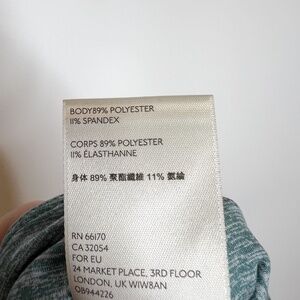 BODY89% POLYESTER
11% SPANDEX
CORPS 89% POLYESTER
11% ÉLASTHANNE
身体 89% 聚酯纖維 11% 氨綸
RN 66170
CA 32054
FOR EU
24 MARKET PLACE, 3RD FLOOR
LONDON, UK W1W8AN
OB944226